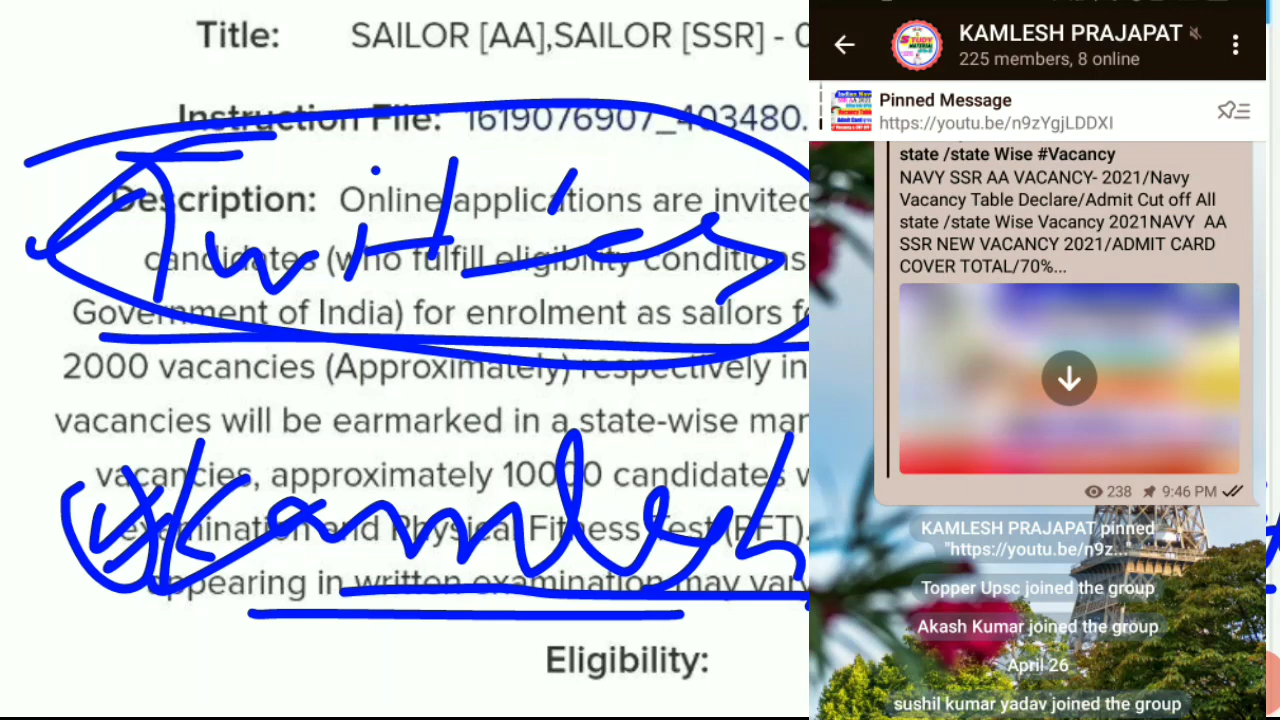 Title: SAILOR [AA],SAILOR [SSR] - 0
Instruction File: 1619076907_403480.
Description: Online applications are invited
candidates (who fulfill eligibility conditions
Government of India) for enrolment as sailors f
2000 vacancies (Approximately) respectively in
vacancies will be earmarked in a state-wise mar
vacancies, approximately 10000 candidates w
examination and Physical Fitness Test (PFT).
appearing in written examination may vary
Eligibility:
Twitter
@Kamlesh
KAMLESH PRAJAPAT
225 members, 8 online
Pinned Message
https://youtu.be/n9zYgjLDDXI
state /state Wise #Vacancy
NAVY SSR AA VACANCY- 2021/Navy
Vacancy Table Declare/Admit Cut off All
state /state Wise Vacancy 2021NAVY AA
SSR NEW VACANCY 2021/ADMIT CARD
COVER TOTAL/70%...
238 9:46 PM
KAMLESH PRAJAPAT pinned
"https://youtu.be/n9z...
Topper Upsc joined the group
Akash Kumar joined the group
April 26
sushil kumar yadav joined the group